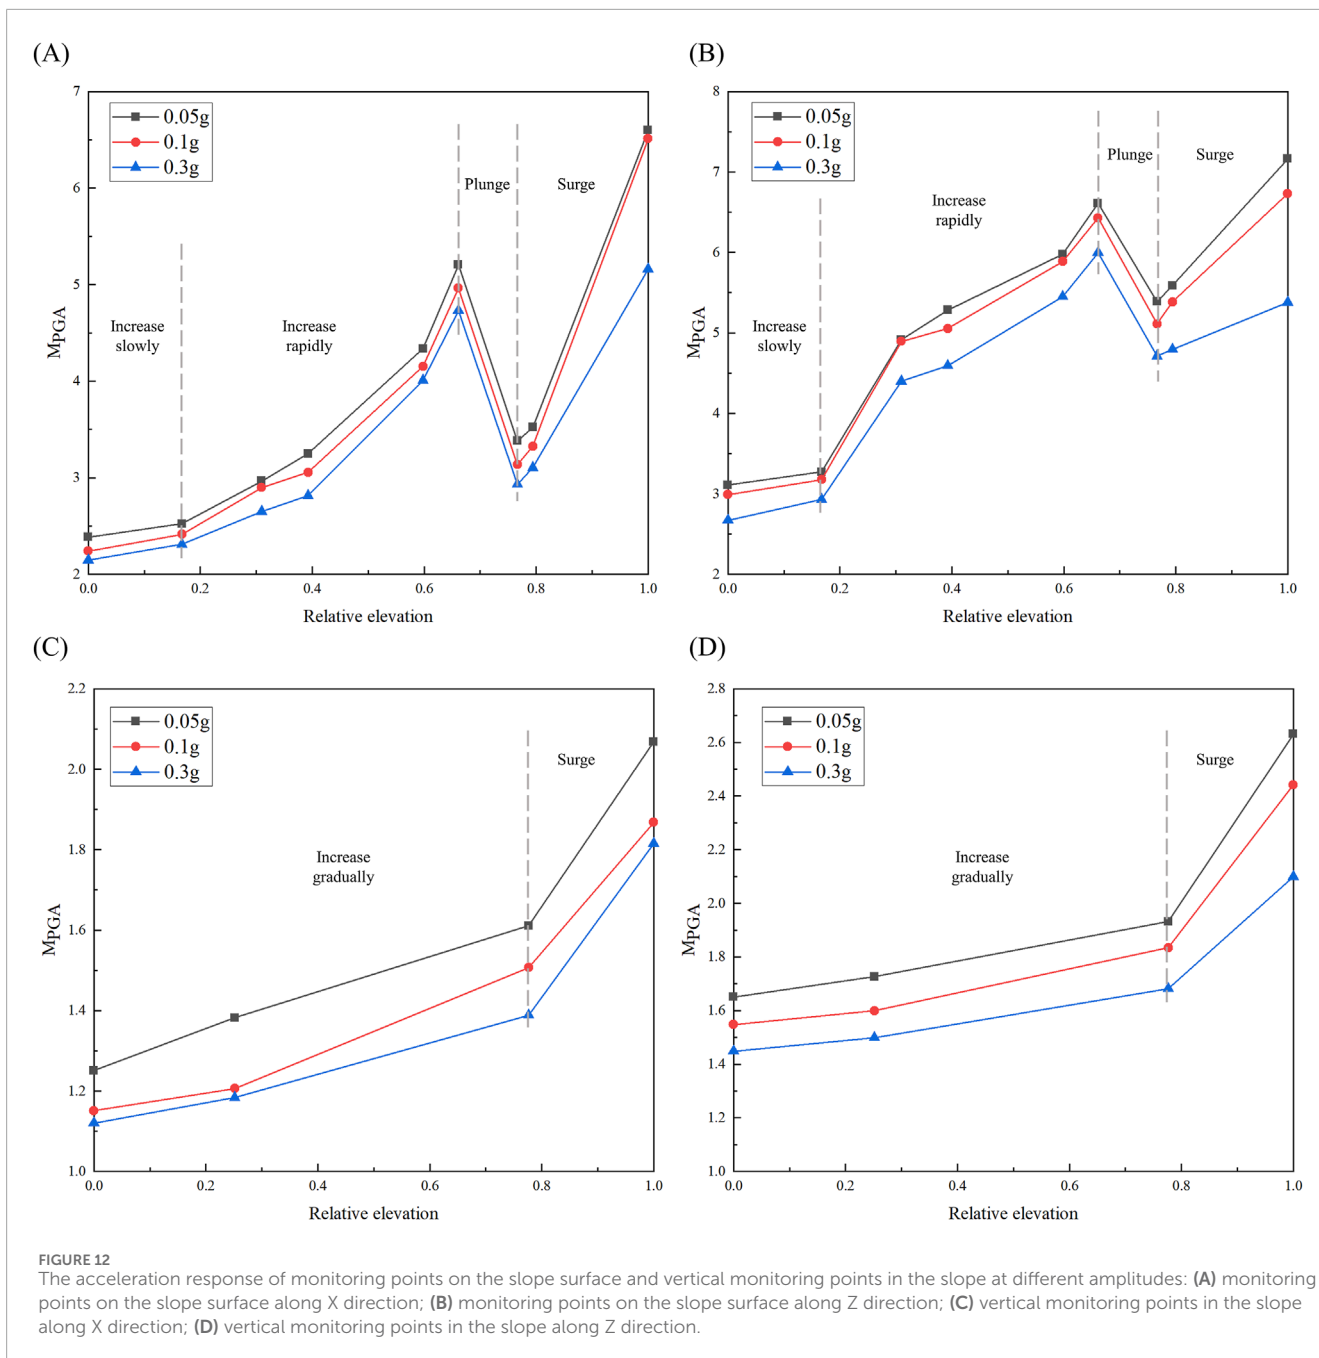 (A)
7
6
5
4
3
2
MPGA
0.05g
0.1g
0.3g
Increase
slowly
Increase
rapidly
Plunge
Surge
0.0
0.2
0.4
0.6
0.8
1.0
Relative elevation
(B)
8
7
6
5
4
3
2
MPGA
0.05g
0.1g
0.3g
Increase
slowly
Increase
rapidly
Plunge
Surge
0.0
0.2
0.4
0.6
0.8
1.0
Relative elevation
(C)
2.2
2.0
1.8
1.6
1.4
1.2
1.0
MPGA
0.05g
0.1g
0.3g
Increase
gradually
Surge
0.0
0.2
0.4
0.6
0.8
1.0
Relative elevation
(D)
2.8
2.6
2.4
2.2
2.0
1.8
1.6
1.4
1.2
1.0
MPGA
0.05g
0.1g
0.3g
Increase
gradually
Surge
0.0
0.2
0.4
0.6
0.8
1.0
Relative elevation
FIGURE 12
The acceleration response of monitoring points on the slope surface and vertical monitoring points in the slope at different amplitudes: (A) monitoring
points on the slope surface along X direction; (B) monitoring points on the slope surface along Z direction; (C) vertical monitoring points in the slope
along X direction; (D) vertical monitoring points in the slope along Z direction.